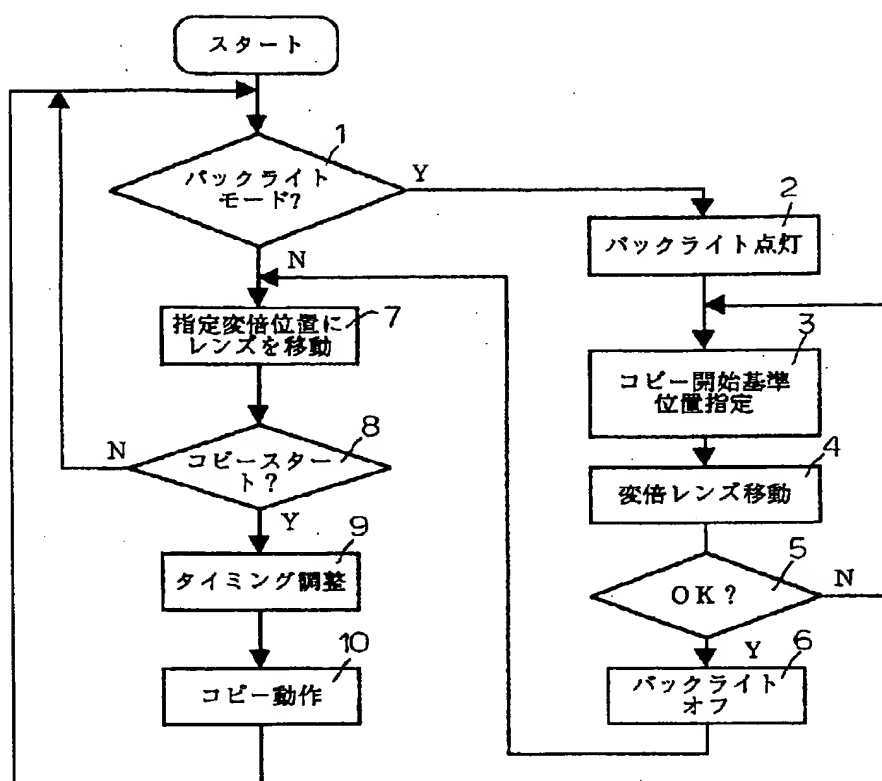 スタート
1
バックライト
モード?
Y
N
2
バックライト点灯
3
コピー開始基準
位置指定
4
変倍レンズ移動
5
OK?
N
Y
6
バックライト
オフ
7
指定変倍位置に
レンズを移動
8
コピースター
ト?
N
Y
9
タイミング調整
10
コピー動作